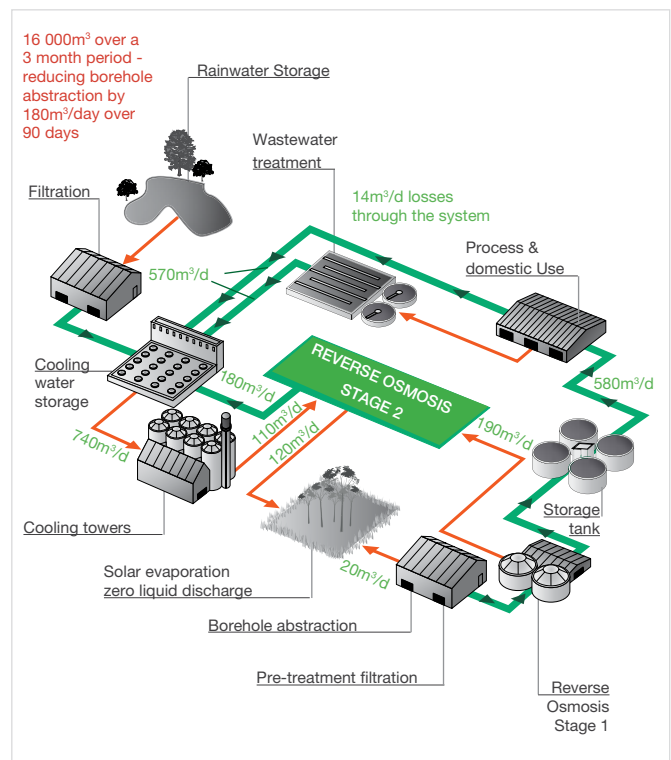 16 000m³ over a
3 month period -
reducing borehole
abstraction by
180m³/day over
90 days
Rainwater Storage
Wastewater
treatment
Filtration
14m³/d losses
through the system
Process &
domestic Use
570m³/d
REVERSE OSMOSIS
STAGE 2
Cooling
water
storage
180m³/d
580m³/d
110m³/d
120m³/d
190m³/d
740m³/d
Storage
tank
Cooling towers
Solar evaporation
zero liquid discharge
20m³/d
Borehole abstraction
Pre-treatment filtration
Reverse
Osmosis
Stage 1